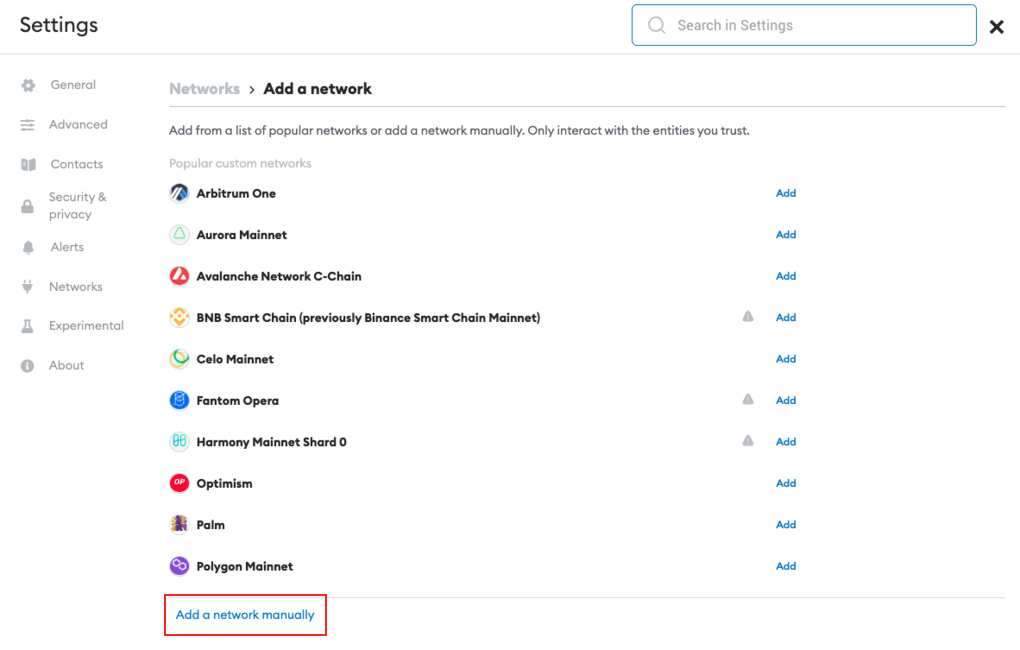 Settings
Search in Settings
General
Advanced
Contacts
Security &
privacy
Alerts
Networks
Experimental
About
Networks > Add a network
Add from a list of popular networks or add a network manually. Only interact with the entities you trust.
Popular custom networks
Arbitrum One Add
Aurora Mainnet Add
Avalanche Network C-Chain Add
BNB Smart Chain (previously Binance Smart Chain Mainnet) Add
Celo Mainnet Add
Fantom Opera Add
Harmony Mainnet Shard 0 Add
OP Optimism Add
Palm Add
Polygon Mainnet Add
Add a network manually